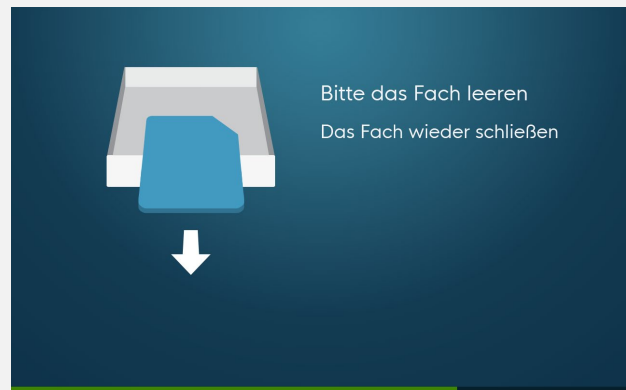 Bitte das Fach leeren
Das Fach wieder schließen